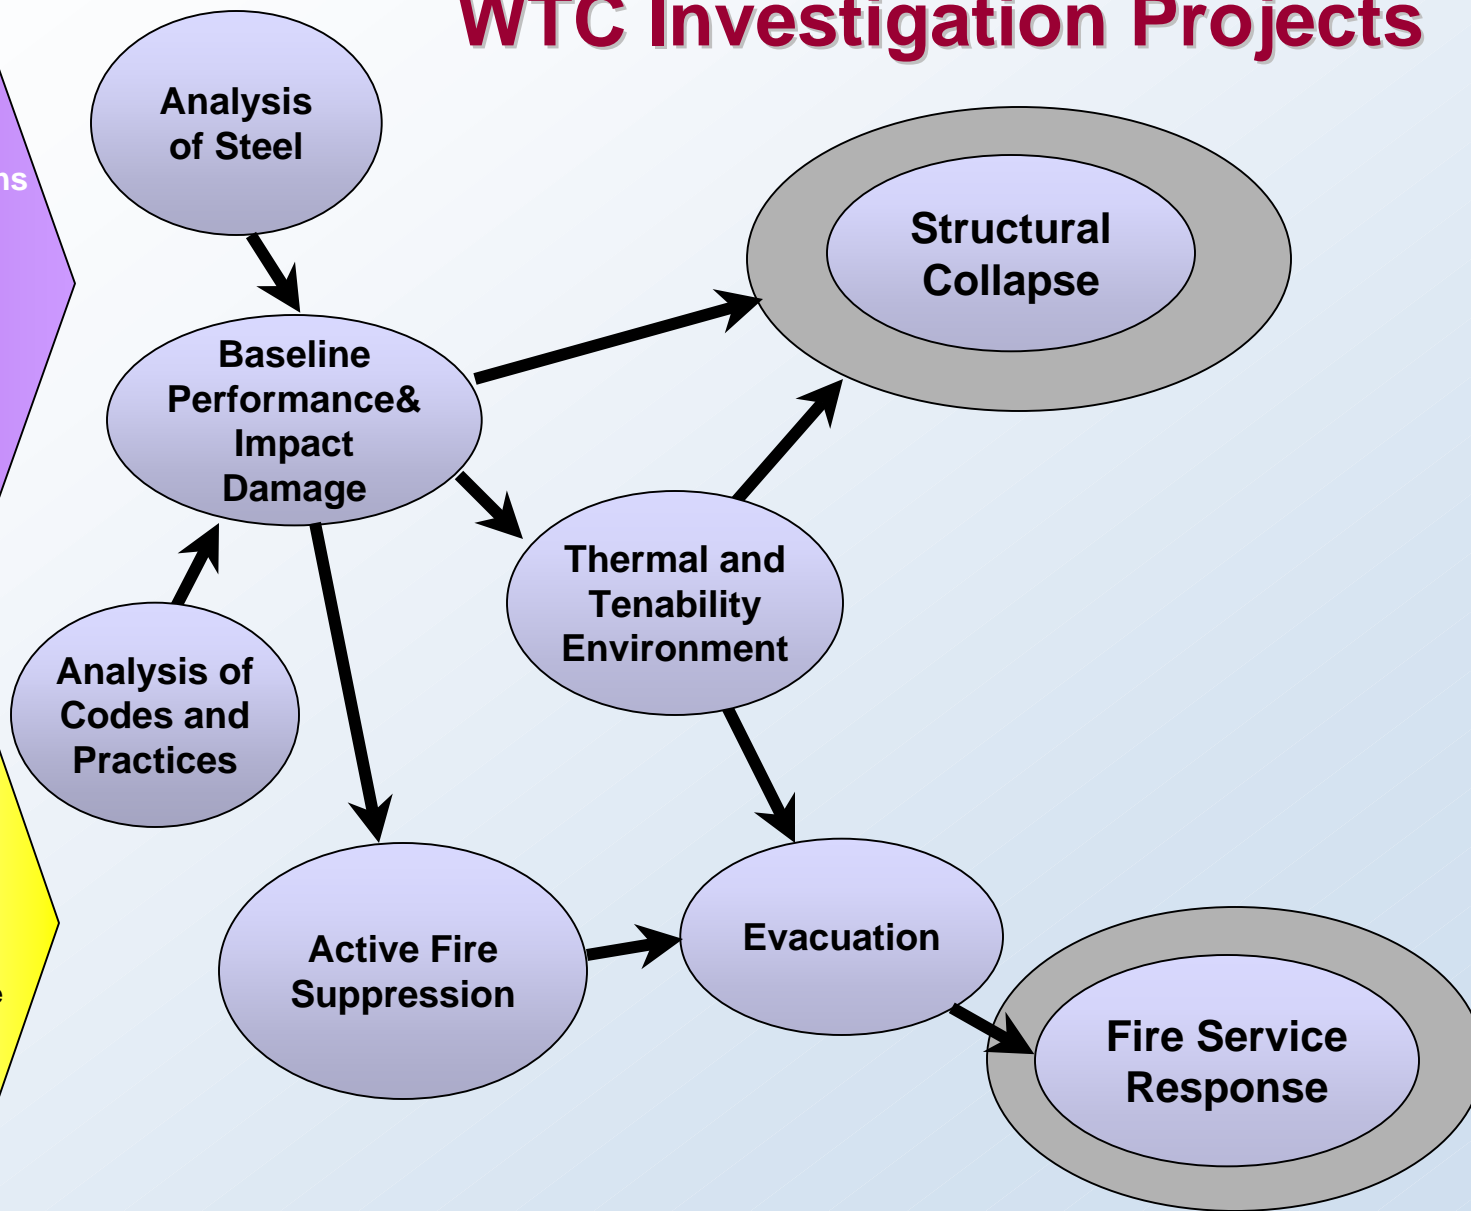 WTC Investigation Projects
Analysis
of Steel
Structural
Collapse
Baseline
Performance&
Impact
Damage
Thermal and
Tenability
Environment
Analysis of
Codes and
Practices
Active Fire
Suppression
Evacuation
Fire Service
Response